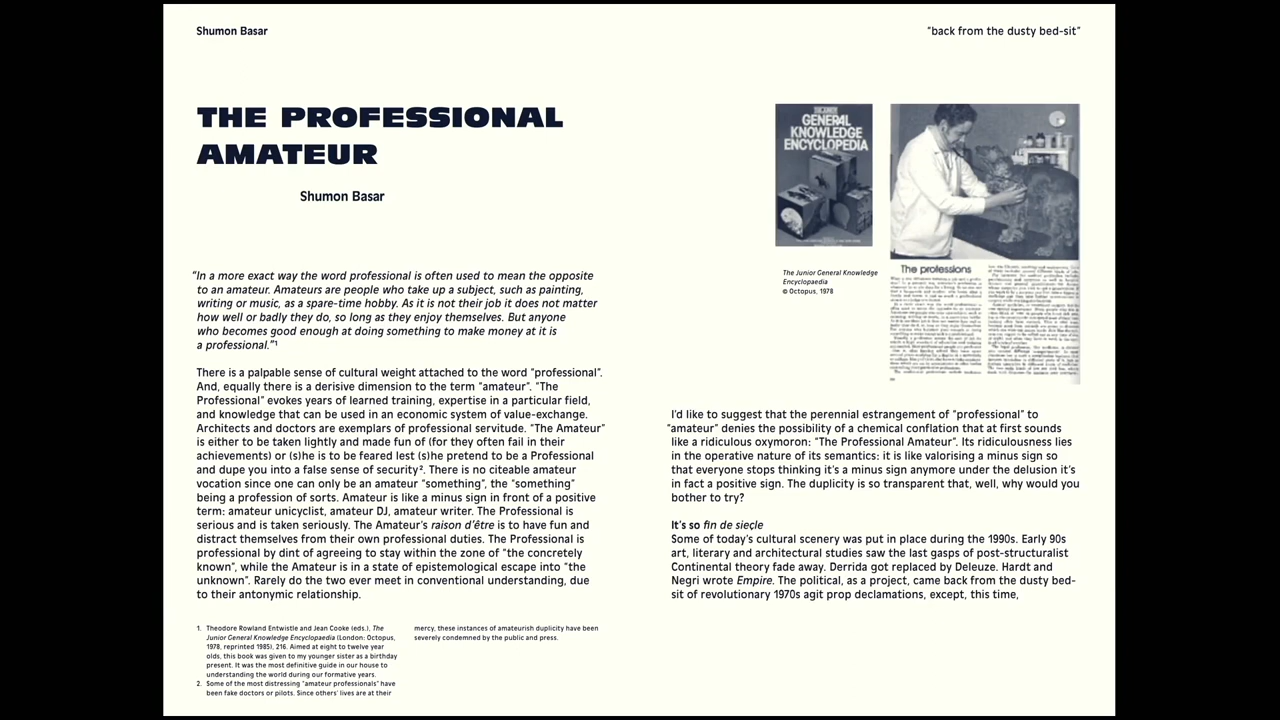 Shumon Basar
"back from the dusty bed-sit"
THE PROFESSIONAL
AMATEUR
Shumon Basar
"In a more exact way the word professional is often used to mean the opposite
to an amateur. Amateurs are people who take up a subject, such as painting,
writing or music, as a spare-time hobby. As it is not their job it does not matter
how well or badly they do it as long as they enjoy themselves. But anyone
who becomes good enough at doing something to make money at it is
a professional."¹
There is a palpable sense of cultural weight attached to the word "professional".
And, equally there is a derisive dimension to the term "amateur". "The
Professional" evokes years of learned training, expertise in a particular field,
and knowledge that can be used in an economic system of value-exchange.
Architects and doctors are exemplars of professional servitude. "The Amateur"
is either to be taken lightly and made fun of (for they often fail in their
achievements) or (s)he is to be feared lest (s)he pretend to be a Professional
and dupe you into a false sense of security². There is no citeable amateur
vocation since one can only be an amateur "something", the "something"
being a profession of sorts. Amateur is like a minus sign in front of a positive
term: amateur unicyclist, amateur DJ, amateur writer. The Professional is
serious and is taken seriously. The Amateur's raison d'être is to have fun and
distract themselves from their own professional duties. The Professional is
professional by dint of agreeing to stay within the zone of "the concretely
known", while the Amateur is in a state of epistemological escape into "the
unknown". Rarely do the two ever meet in conventional understanding, due
to their antonymic relationship.
1. Theodore Rowland Entwistle and Jean Cooke (eds.), The
Junior General Knowledge Encyclopedia (London: Octopus,
1978, reprinted 1985), 216. Aimed at eight to twelve year
olds, this book was given to my younger sister as a birthday
present. It was the most definitive guide in our house to
understanding the world during our formative years.
2. Some of the most distressing "amateur professionals" have
been fake doctors or pilots. Since others' lives are at their
mercy, these instances of amateurish duplicity have been
severely condemned by the public and press.
THE JUNIOR
GENERAL
KNOWLEDGE
ENCYCLOPEDIA
The Junior General Knowledge
Encyclopaedia
© Octopus, 1978
The professions
I'd like to suggest that the perennial estrangement of "professional" to
"amateur" denies the possibility of a chemical conflation that at first sounds
like a ridiculous oxymoron: "The Professional Amateur". Its ridiculousness lies
in the operative nature of its semantics: it is like valorising a minus sign so
that everyone stops thinking it's a minus sign anymore under the delusion it's
in fact a positive sign. The duplicity is so transparent that, well, why would you
bother to try?
It's so fin de sieçle
Some of today's cultural scenery was put in place during the 1990s. Early 90s
art, literary and architectural studies saw the last gasps of post-structuralist
Continental theory fade away. Derrida got replaced by Deleuze. Hardt and
Negri wrote Empire. The political, as a project, came back from the dusty bed-
sit of revolutionary 1970s agit prop declamations, except, this time,